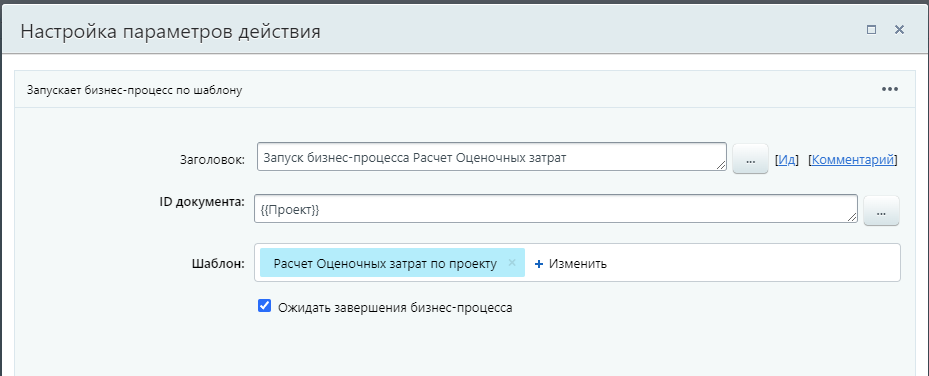 Настройка параметров действия
Запускает бизнес-процесс по шаблону
Заголовок: Запуск бизнес-процесса Расчет Оценочных затрат ... [Ид] [Комментарий]
ID документа: {{Проект}} ...
Шаблон: Расчет Оценочных затрат по проекту × + Изменить
Ожидать завершения бизнес-процесса